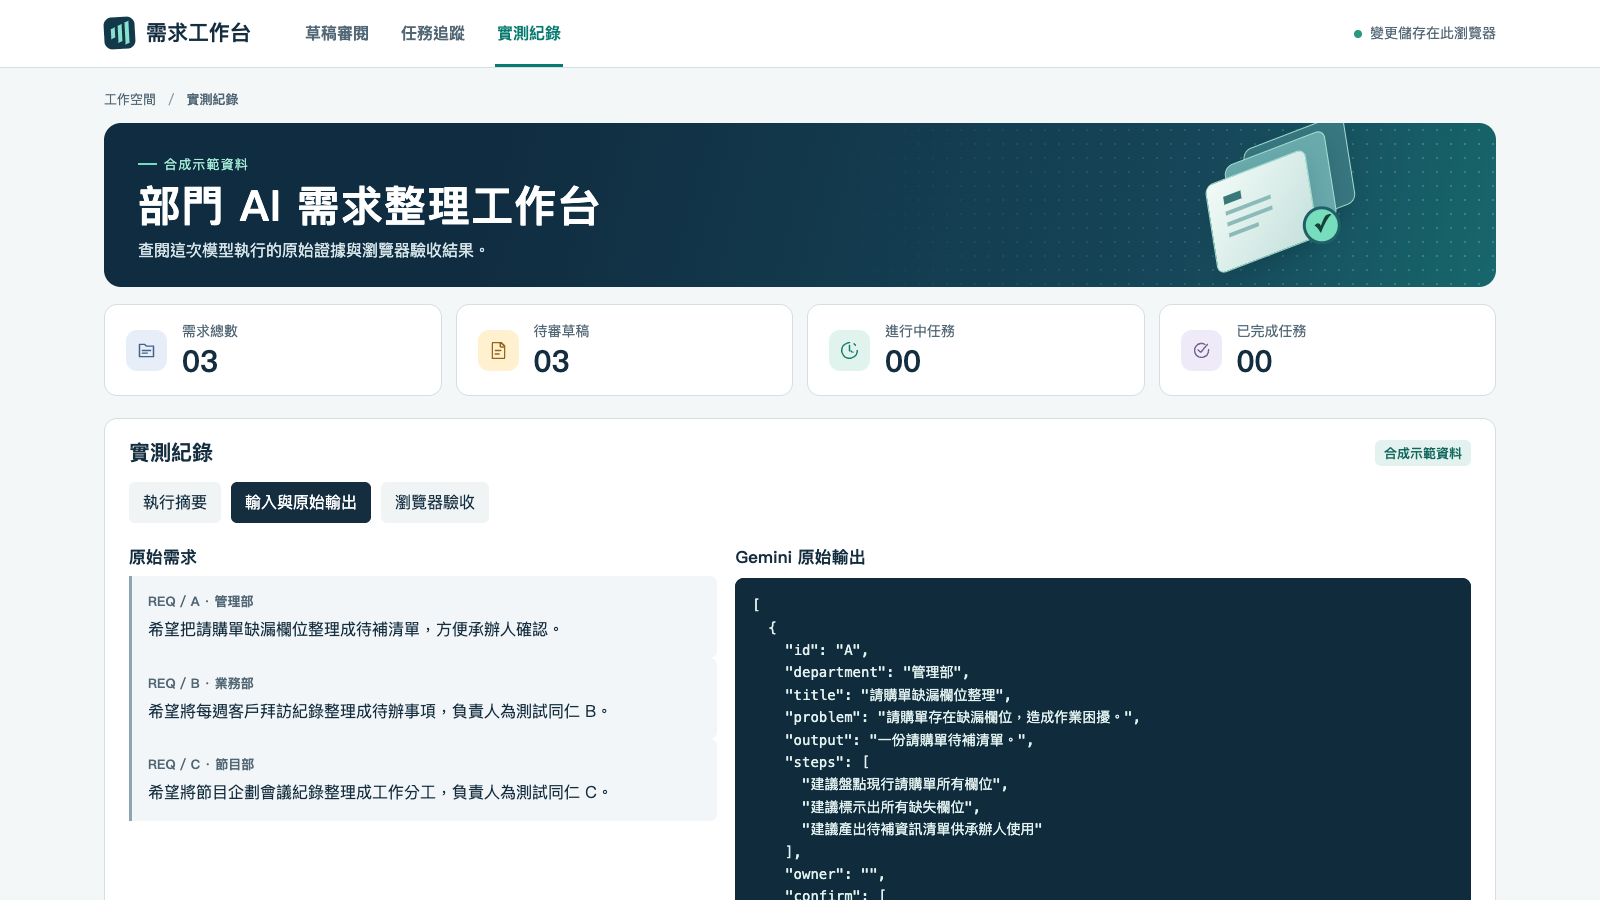 需求工作台
草稿審閱
任務追蹤
實測紀錄
變更儲存在此瀏覽器
工作空間 / 實測紀錄
合成示範資料
部門 AI 需求整理工作台
查閱這次模型執行的原始證據與瀏覽器驗收結果。
需求總數
03
待審草稿
03
進行中任務
00
已完成任務
00
實測紀錄
合成示範資料
執行摘要
輸入與原始輸出
瀏覽器驗收
原始需求
REQ / A · 管理部
希望把請購單缺漏欄位整理成待補清單，方便承辦人確認。
REQ / B · 業務部
希望將每週客戶拜訪紀錄整理成待辦事項，負責人為測試同仁 B。
REQ / C · 節目部
希望將節目企劃會議紀錄整理成工作分工，負責人為測試同仁 C。
Gemini 原始輸出
[
{
"id": "A",
"department": "管理部",
"title": "請購單缺漏欄位整理",
"problem": "請購單存在缺漏欄位，造成作業困擾。",
"output": "一份請購單待補清單。",
"steps": [
"建議盤點現行請購單所有欄位",
"建議標示出所有缺失欄位",
"建議產出待補資訊清單供承辦人使用"
],
"owner": "",
"confirm": [